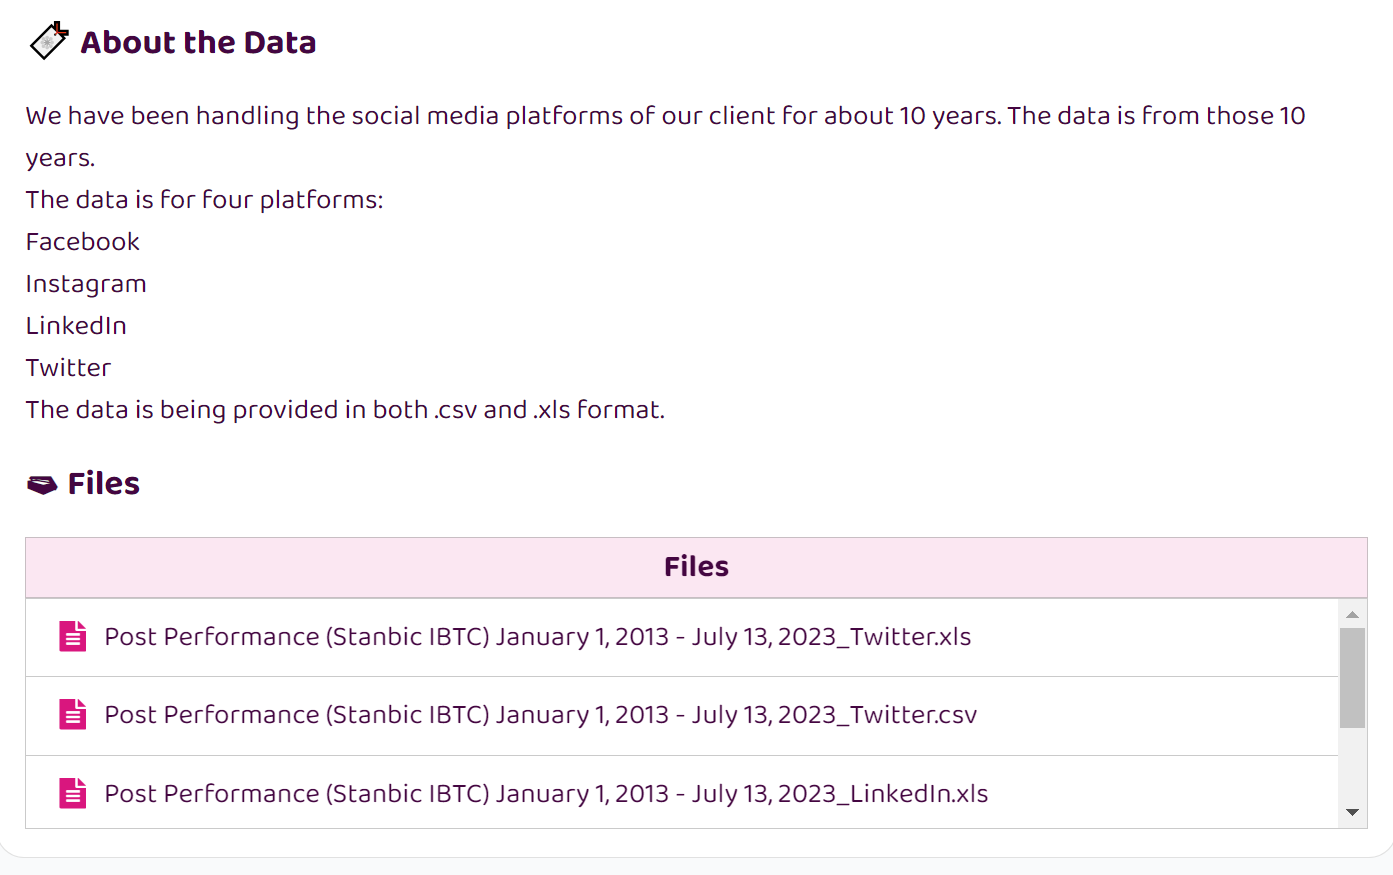 About the Data
We have been handling the social media platforms of our client for about 10 years. The data is from those 10
years.
The data is for four platforms:
Facebook
Instagram
LinkedIn
Twitter
The data is being provided in both .csv and .xls format.
Files
Files
Post Performance (Stanbic IBTC) January 1, 2013 - July 13, 2023_Twitter.xls
Post Performance (Stanbic IBTC) January 1, 2013 - July 13, 2023_Twitter.csv
Post Performance (Stanbic IBTC) January 1, 2013 - July 13, 2023_LinkedIn.xls